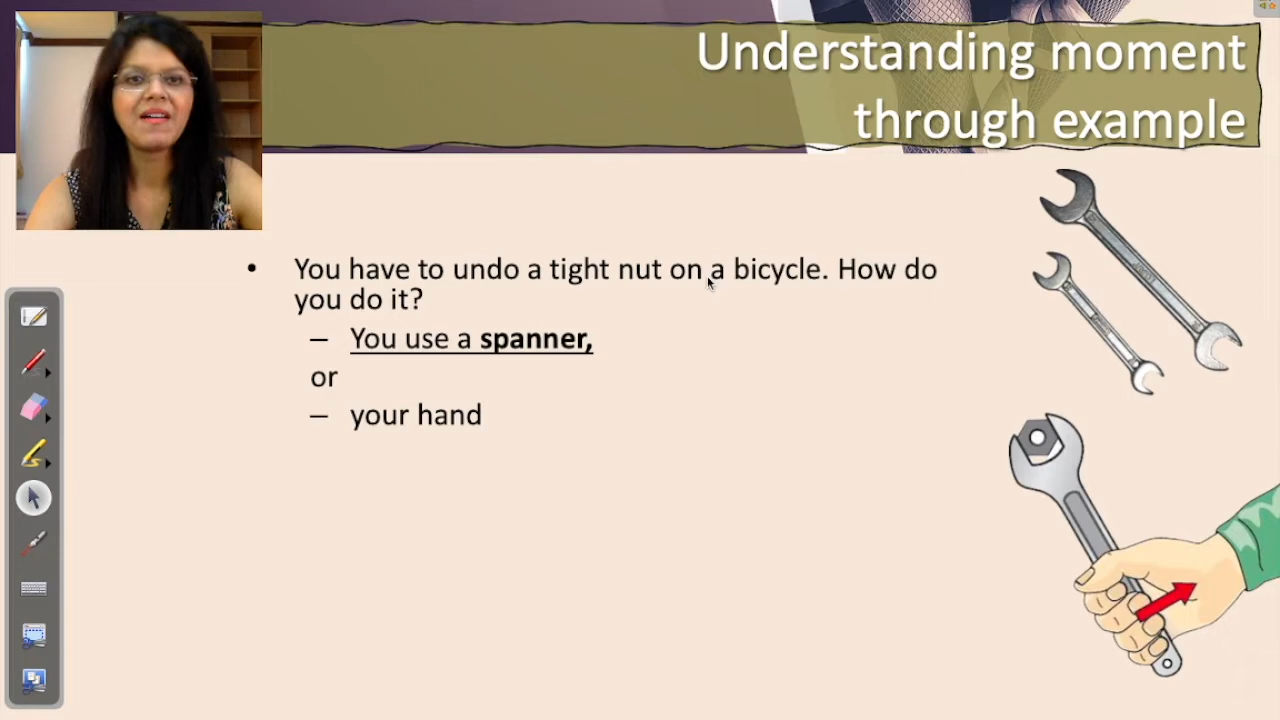 Understanding moment
through example
• You have to undo a tight nut on a bicycle. How do
you do it?
– You use a spanner,
or
– your hand